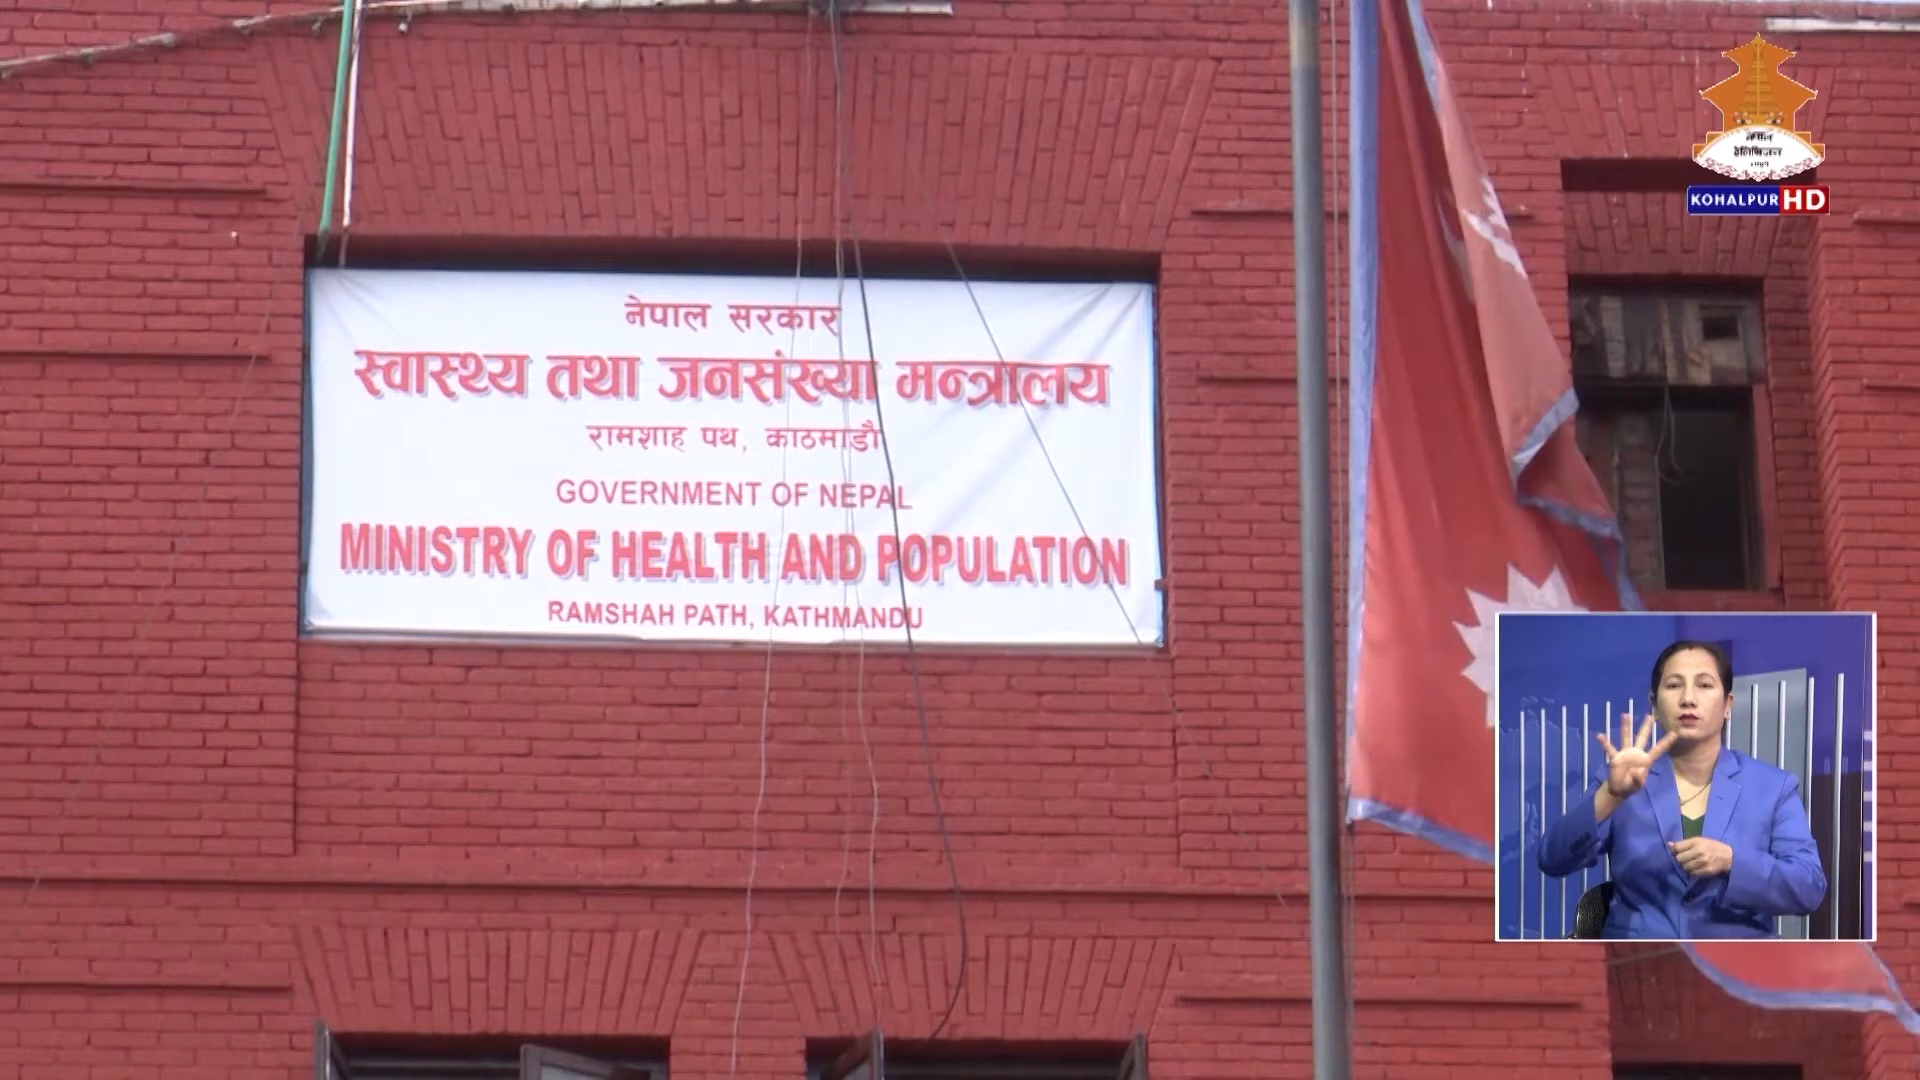 नेपाल सरकार
स्वास्थ्य तथा जनसंख्या मन्त्रालय
रामशाह पथ, काठमाडौं
GOVERNMENT OF NEPAL
MINISTRY OF HEALTH AND POPULATION
RAMSHAH PATH, KATHMANDU
नेपाल
टेलिभिजन
KOHALPUR HD